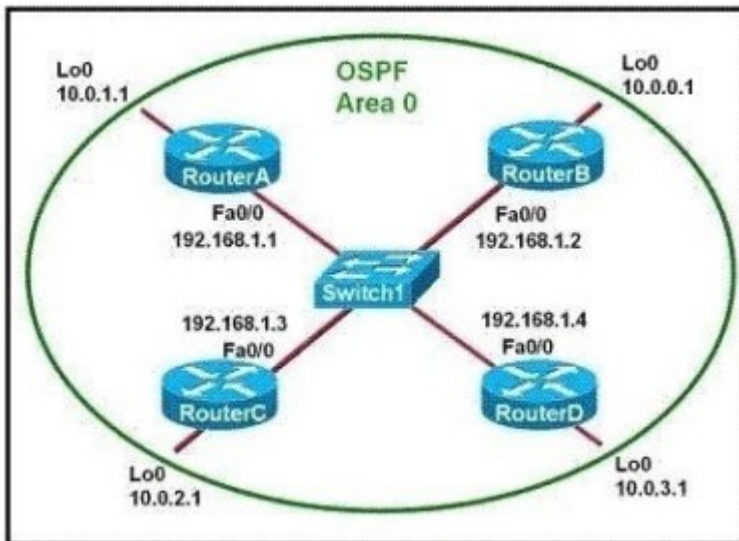 Lo0
10.0.1.1
OSPF
Area 0
Lo0
10.0.0.1
RouterA
RouterB
Fa0/0
192.168.1.1
Fa0/0
192.168.1.2
Switch1
192.168.1.3
Fa0/0
192.168.1.4
Fa0/0
RouterC
RouterD
Lo0
10.0.2.1
Lo0
10.0.3.1